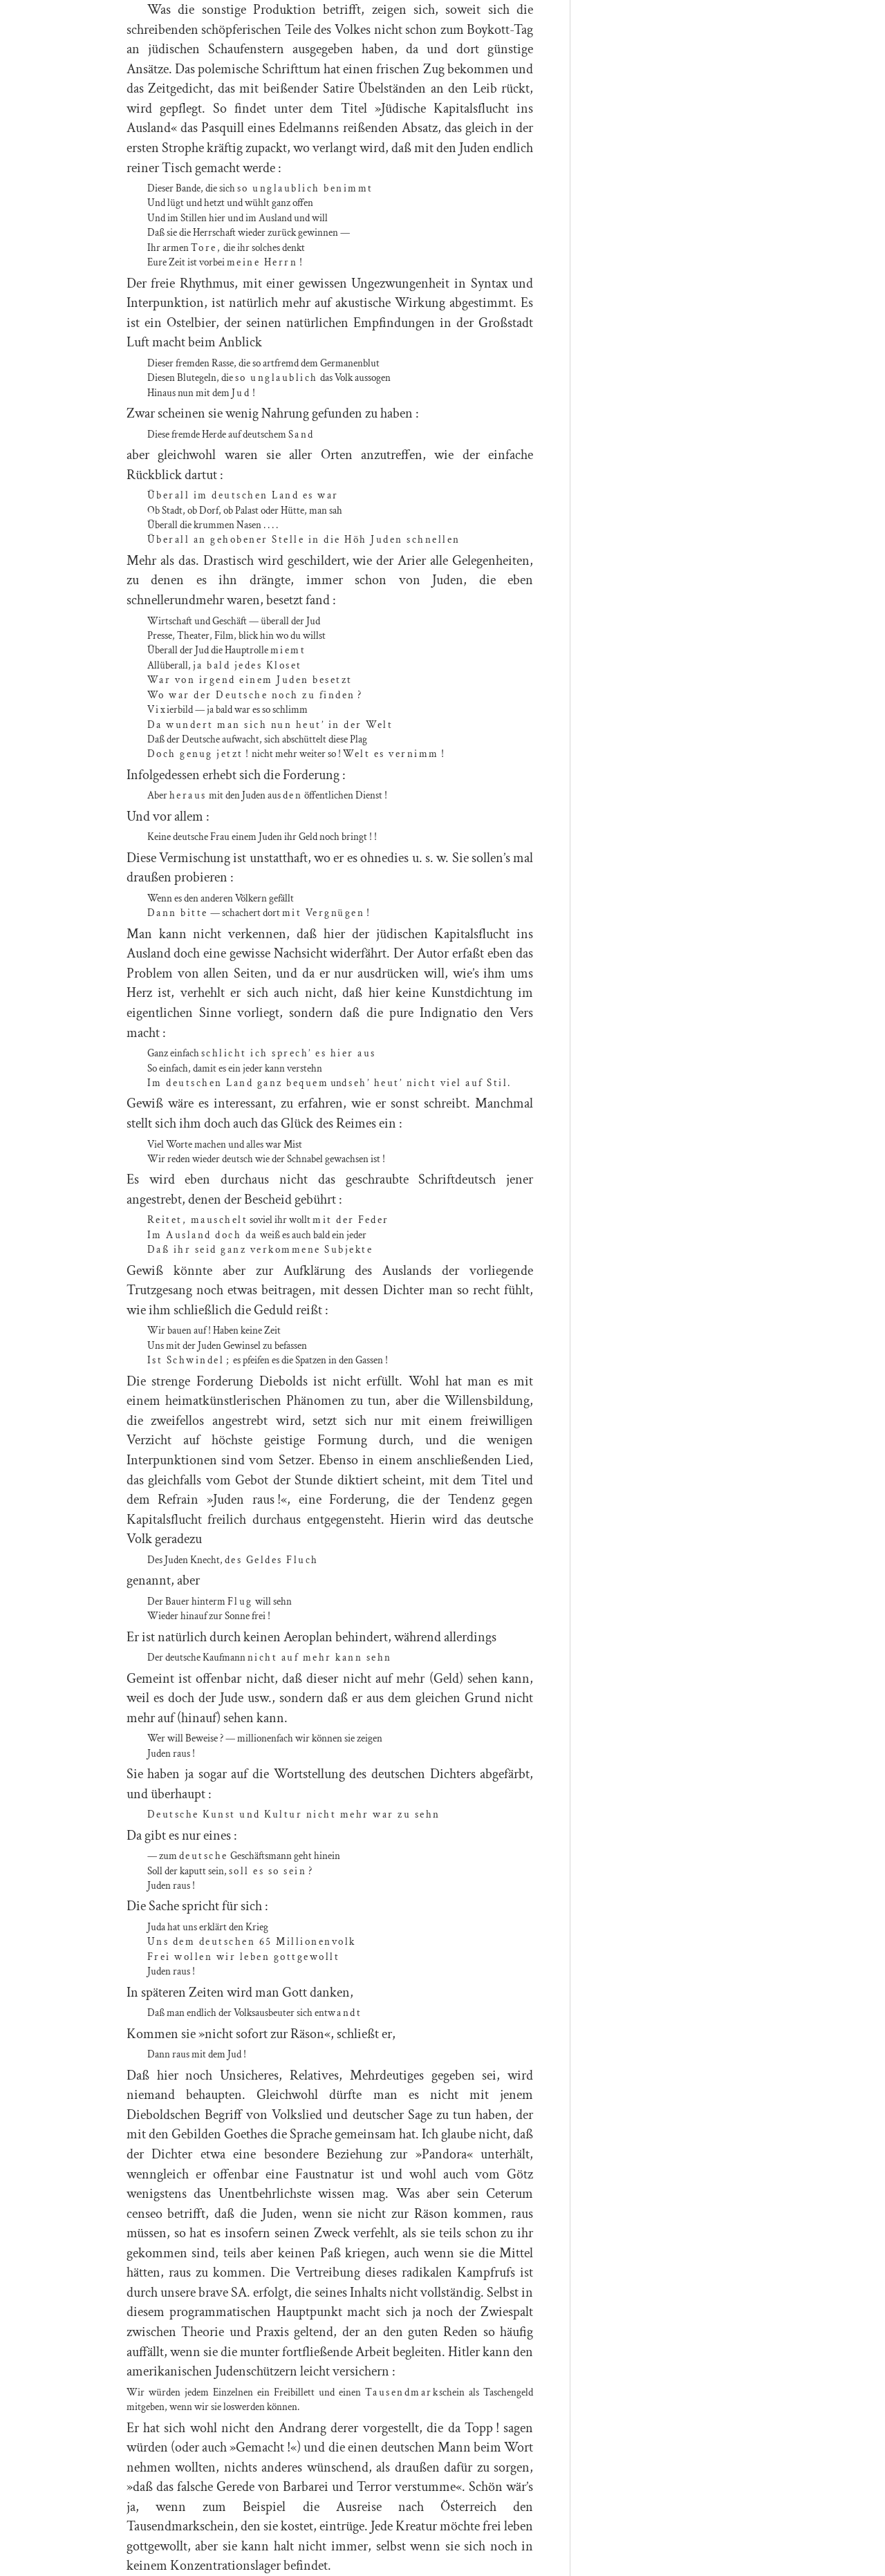 Was die sonstige Produktion betrifft, zeigen sich, soweit sich die
schreibenden schöpferischen Teile des Volkes nicht schon zum Boykott-Tag
an jüdischen Schaufenstern ausgegeben haben, da und dort günstige
Ansätze. Das polemische Schrifttum hat einen frischen Zug bekommen und
das Zeitgedicht, das mit beißender Satire Übelständen an den Leib rückt,
wird gepflegt. So findet unter dem Titel »Jüdische Kapitalsflucht ins
Ausland« das Pasquill eines Edelmanns reißenden Absatz, das gleich in der
ersten Strophe kräftig zupackt, wo verlangt wird, daß mit den Juden endlich
reiner Tisch gemacht werde :
Dieser Bande, die sich so unglaublich benimmt
Und lügt und hetzt und wühlt ganz offen
Und im Stillen hier und im Ausland und will
Daß sie die Herrschaft wieder zurück gewinnen —
Ihr armen Tore, die ihr solches denkt
Eure Zeit ist vorbei meine Herrn !
Der freie Rhythmus, mit einer gewissen Ungezwungenheit in Syntax und
Interpunktion, ist natürlich mehr auf akustische Wirkung abgestimmt. Es
ist ein Ostelbier, der seinen natürlichen Empfindungen in der Großstadt
Luft macht beim Anblick
Dieser fremden Rasse, die so artfremd dem Germanenblut
Diesen Blutegeln, die so unglaublich das Volk aussogen
Hinaus nun mit dem Jud !
Zwar scheinen sie wenig Nahrung gefunden zu haben :
Diese fremde Herde auf deutschem Sand
aber gleichwohl waren sie aller Orten anzutreffen, wie der einfache
Rückblick dartut :
Überall im deutschen Land es war
Ob Stadt, ob Dorf, ob Palast oder Hütte, man sah
Überall die krummen Nasen . . . .
Überall an gehobener Stelle in die Höh Juden schnellen
Mehr als das. Drastisch wird geschildert, wie der Arier alle Gelegenheiten,
zu denen es ihn drängte, immer schon von Juden, die eben
schnellerundmehr waren, besetzt fand :
Wirtschaft und Geschäft — überall der Jud
Presse, Theater, Film, blick hin wo du willst
Überall der Jud die Hauptrolle miemt
Allüberall, ja bald jedes Kloset
War von irgend einem Juden besetzt
Wo war der Deutsche noch zu finden ?
Vixierbild — ja bald war es so schlimm
Da wundert man sich nun heut' in der Welt
Daß der Deutsche aufwacht, sich abschüttelt diese Plag
Doch genug jetzt ! nicht mehr weiter so ! Welt es vernimm !
Infolgedessen erhebt sich die Forderung :
Aber heraus mit den Juden aus den öffentlichen Dienst !
Und vor allem :
Keine deutsche Frau einem Juden ihr Geld noch bringt ! !
Diese Vermischung ist unstatthaft, wo er es ohnedies u. s. w. Sie sollen's mal
draußen probieren :
Wenn es den anderen Völkern gefällt
Dann bitte — schachert dort mit Vergnügen !
Man kann nicht verkennen, daß hier der jüdischen Kapitalsflucht ins
Ausland doch eine gewisse Nachsicht widerfährt. Der Autor erfaßt eben das
Problem von allen Seiten, und da er nur ausdrücken will, wie's ihm ums
Herz ist, verhehlt er sich auch nicht, daß hier keine Kunstdichtung im
eigentlichen Sinne vorliegt, sondern daß die pure Indignatio den Vers
macht :
Ganz einfach schlicht ich sprech' es hier aus
So einfach, damit es ein jeder kann verstehn
Im deutschen Land ganz bequem undseh' heut' nicht viel auf Stil.
Gewiß wäre es interessant, zu erfahren, wie er sonst schreibt. Manchmal
stellt sich ihm doch auch das Glück des Reimes ein :
Viel Worte machen und alles war Mist
Wir reden wieder deutsch wie der Schnabel gewachsen ist !
Es wird eben durchaus nicht das geschraubte Schriftdeutsch jener
angestrebt, denen der Bescheid gebührt :
Reitet, mauschelt soviel ihr wollt mit der Feder
Im Ausland doch da weiß es auch bald ein jeder
Daß ihr seid ganz verkommene Subjekte
Gewiß könnte aber zur Aufklärung des Auslands der vorliegende
Trutzgesang noch etwas beitragen, mit dessen Dichter man so recht fühlt,
wie ihm schließlich die Geduld reißt :
Wir bauen auf ! Haben keine Zeit
Uns mit der Juden Gewinsel zu befassen
Ist Schwindel ; es pfeifen es die Spatzen in den Gassen !
Die strenge Forderung Diebolds ist nicht erfüllt. Wohl hat man es mit
einem heimatkünstlerischen Phänomen zu tun, aber die Willensbildung,
die zweifellos angestrebt wird, setzt sich nur mit einem freiwilligen
Verzicht auf höchste geistige Formung durch, und die wenigen
Interpunktionen sind vom Setzer. Ebenso in einem anschließenden Lied,
das gleichfalls vom Gebot der Stunde diktiert scheint, mit dem Titel und
dem Refrain »Juden raus !«, eine Forderung, die der Tendenz gegen
Kapitalsflucht freilich durchaus entgegensteht. Hierin wird das deutsche
Volk geradezu
Des Juden Knecht, des Geldes Fluch
genannt, aber
Der Bauer hinterm Flug will sehn
Wieder hinauf zur Sonne frei !
Er ist natürlich durch keinen Aeroplan behindert, während allerdings
Der deutsche Kaufmann nicht auf mehr kann sehn
Gemeint ist offenbar nicht, daß dieser nicht auf mehr (Geld) sehen kann,
weil es doch der Jude usw., sondern daß er aus dem gleichen Grund nicht
mehr auf (hinauf) sehen kann.
Wer will Beweise ? — millionenfach wir können sie zeigen
Juden raus !
Sie haben ja sogar auf die Wortstellung des deutschen Dichters abgefärbt,
und überhaupt :
Deutsche Kunst und Kultur nicht mehr war zu sehn
Da gibt es nur eines :
— zum deutsche Geschäftsmann geht hinein
Soll der kaputt sein, soll es so sein ?
Juden raus !
Die Sache spricht für sich :
Juda hat uns erklärt den Krieg
Uns dem deutschen 65 Millionenvolk
Frei wollen wir leben gottgewollt
Juden raus !
In späteren Zeiten wird man Gott danken,
Daß man endlich der Volksausbeuter sich entwandt
Kommen sie »nicht sofort zur Räson«, schließt er,
Dann raus mit dem Jud !
Daß hier noch Unsicheres, Relatives, Mehrdeutiges gegeben sei, wird
niemand behaupten. Gleichwohl dürfte man es nicht mit jenem
Dieboldschen Begriff von Volkslied und deutscher Sage zu tun haben, der
mit den Gebilden Goethes die Sprache gemeinsam hat. Ich glaube nicht, daß
der Dichter etwa eine besondere Beziehung zur »Pandora« unterhält,
wenngleich er offenbar eine Faustnatur ist und wohl auch vom Götz
wenigstens das Unentbehrlichste wissen mag. Was aber sein Ceterum
censeo betrifft, daß die Juden, wenn sie nicht zur Räson kommen, raus
müssen, so hat es insofern seinen Zweck verfehlt, als sie teils schon zu ihr
gekommen sind, teils aber keinen Paß kriegen, auch wenn sie die Mittel
hätten, raus zu kommen. Die Vertreibung dieses radikalen Kampfrufs ist
durch unsere brave SA. erfolgt, die seines Inhalts nicht vollständig. Selbst in
diesem programmatischen Hauptpunkt macht sich ja noch der Zwiespalt
zwischen Theorie und Praxis geltend, der an den guten Reden so häufig
auffällt, wenn sie die munter fortfließende Arbeit begleiten. Hitler kann den
amerikanischen Judenschützern leicht versichern :
Wir würden jedem Einzelnen ein Freibillett und einen Tausendmarkschein als Taschengeld
mitgeben, wenn wir sie loswerden können.
Er hat sich wohl nicht den Andrang derer vorgestellt, die da Topp ! sagen
würden (oder auch »Gemacht !«) und die einen deutschen Mann beim Wort
nehmen wollten, nichts anderes wünschend, als draußen dafür zu sorgen,
»daß das falsche Gerede von Barbarei und Terror verstumme«. Schön wär's
ja, wenn zum Beispiel die Ausreise nach Österreich den
Tausendmarkschein, den sie kostet, eintrüge. Jede Kreatur möchte frei leben
gottgewollt, aber sie kann halt nicht immer, selbst wenn sie sich noch in
keinem Konzentrationslager befindet.